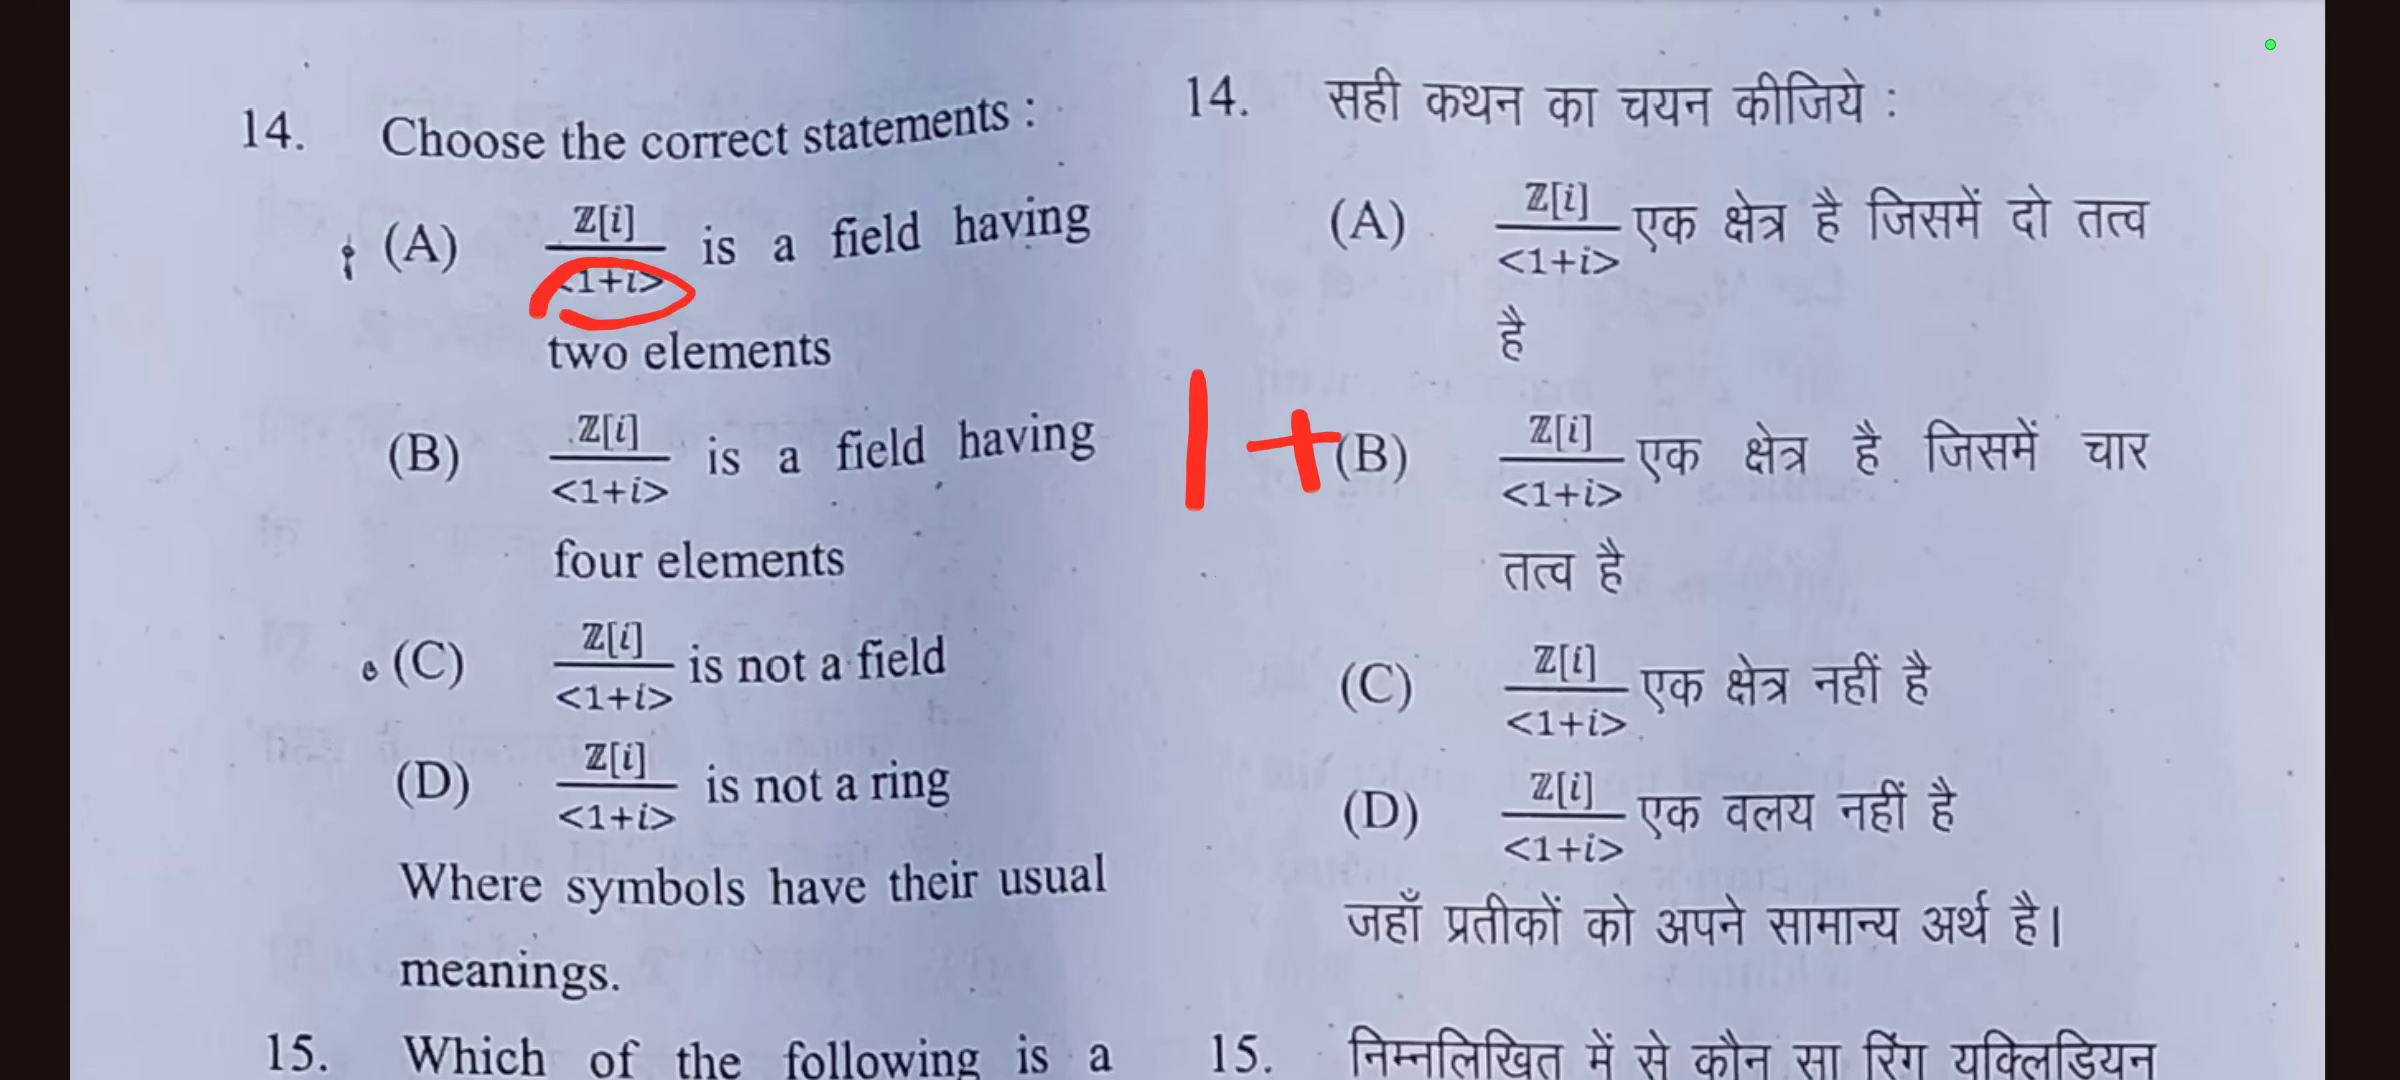 14. Choose the correct statements :
(A) ℤ[i]/<1+i> is a field having
two elements
(B) ℤ[i]/<1+i> is a field having
four elements
(C) ℤ[i]/<1+i> is not a field
(D) ℤ[i]/<1+i> is not a ring
Where symbols have their usual
meanings.
15. Which of the following is a
1+
14. सही कथन का चयन कीजिये :
(A) ℤ[i]/<1+i> एक क्षेत्र है जिसमें दो तत्व
है
(B) ℤ[i]/<1+i> एक क्षेत्र है जिसमें चार
तत्व है
(C) ℤ[i]/<1+i> एक क्षेत्र नहीं है
(D) ℤ[i]/<1+i> एक वलय नहीं है
जहाँ प्रतीकों को अपने सामान्य अर्थ है।
15. निम्नलिखित में से कौन सा रिंग यूक्लिडियन